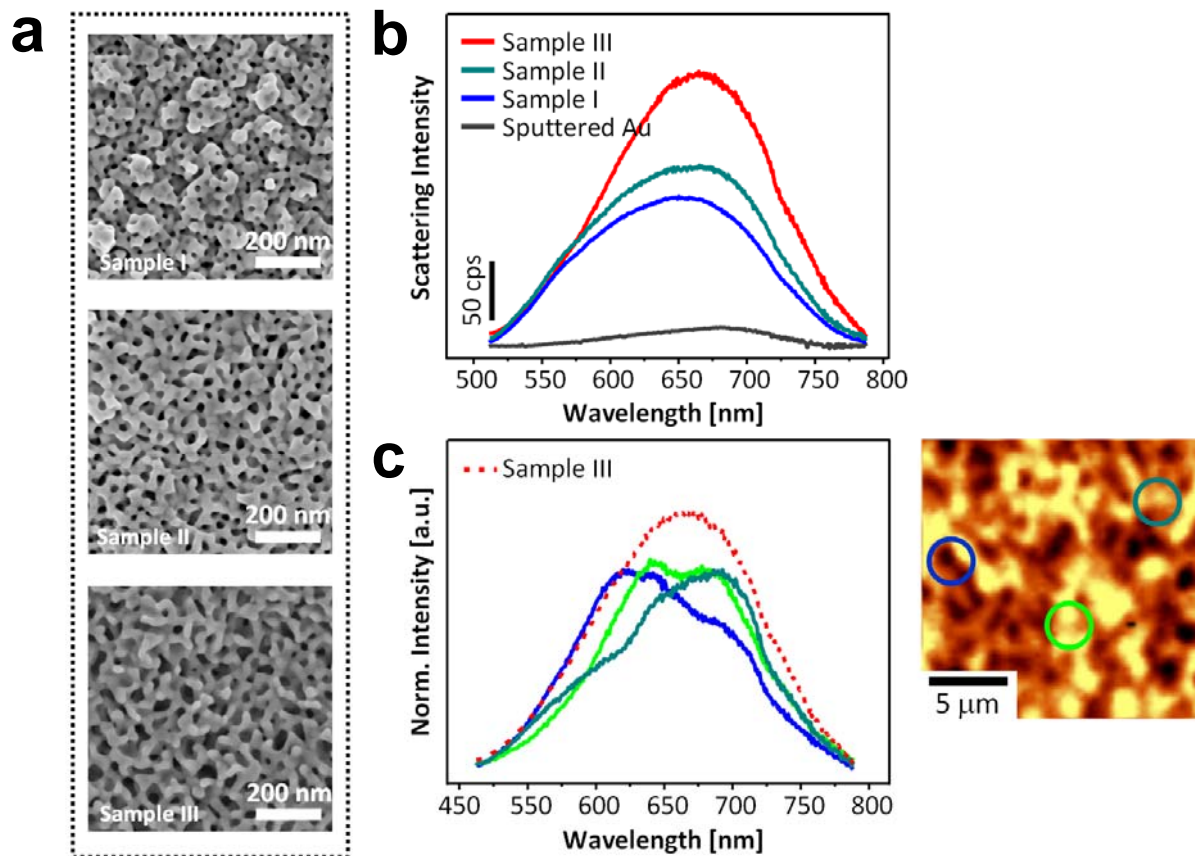 a
200 nm
Sample I
200 nm
Sample II
200 nm
Sample III
b
Sample III
Sample II
Sample I
Sputtered Au
50 cps
Scattering Intensity
500 550 600 650 700 750 800
Wavelength [nm]
c
Sample III
Norm. Intensity [a.u.]
450 500 550 600 650 700 750 800
Wavelength [nm]
5 µm